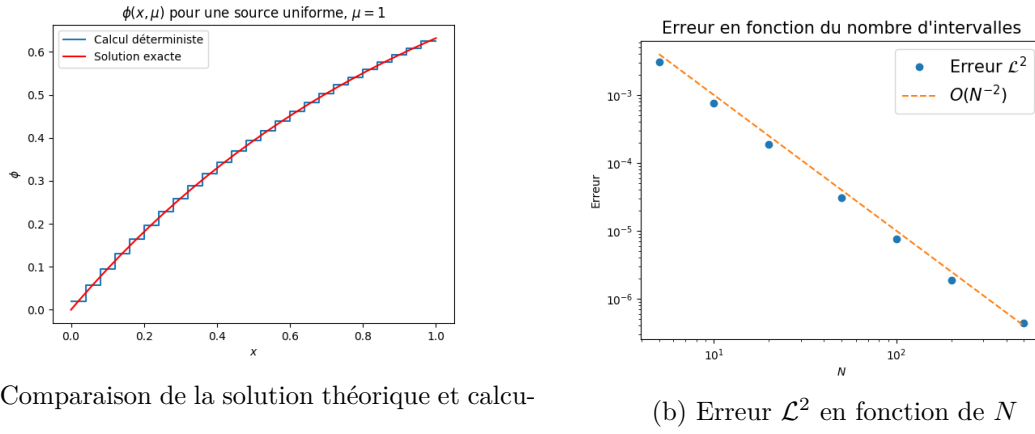 ϕ(x, μ) pour une source uniforme, μ = 1
Calcul déterministe
Solution exacte
0.6
0.5
0.4
0.3
0.2
0.1
0.0
ϕ
0.0 0.2 0.4 0.6 0.8 1.0
x
Comparaison de la solution théorique et calcu-
Erreur en fonction du nombre d'intervalles
Erreur ℒ²
O(N⁻²)
10⁻³
10⁻⁴
10⁻⁵
10⁻⁶
Erreur
10¹ 10²
N
(b) Erreur ℒ² en fonction de N